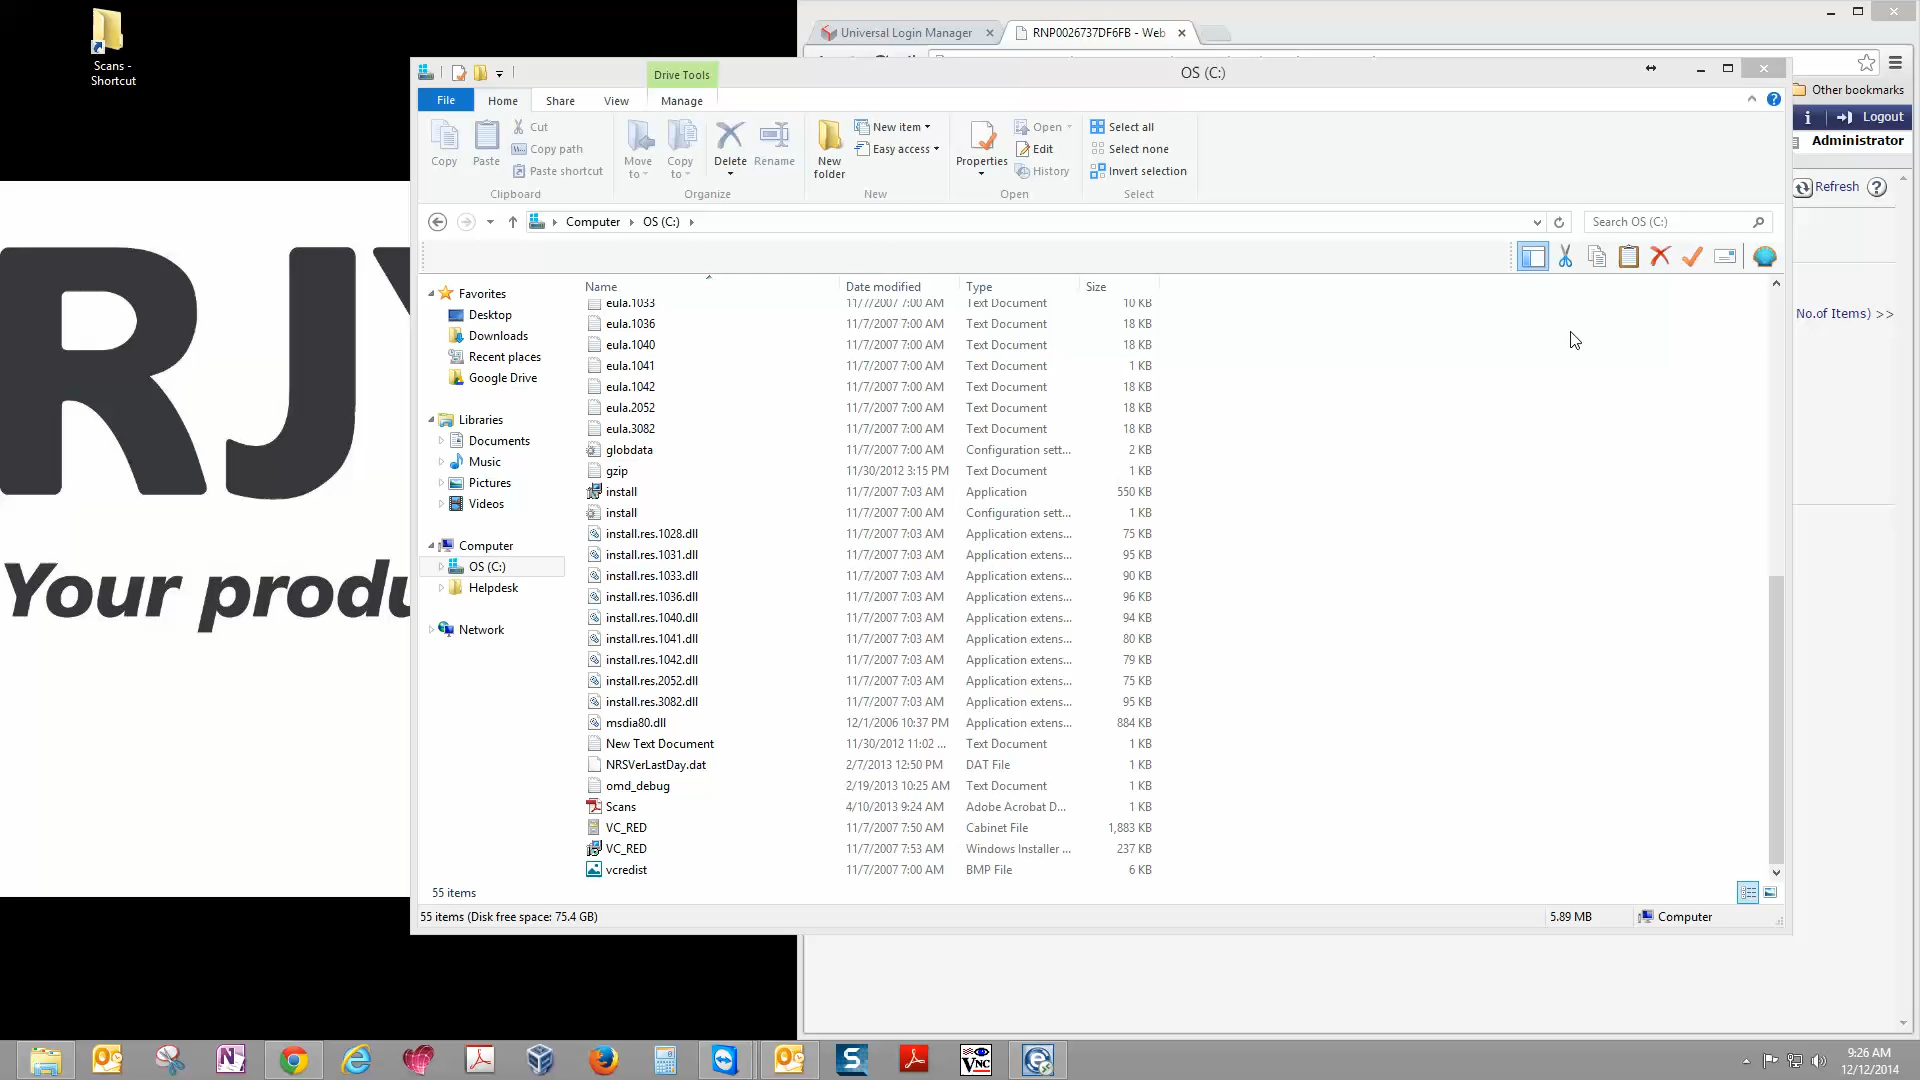 Scans -
Shortcut
RJY
Your produ
Universal Login Manager
RNP0026737DF6FB - Web
Other bookmarks
Logout
Administrator
Refresh
No.of Items) >>
Drive Tools
OS (C:)
File
Home
Share
View
Manage
Copy
Paste
Cut
Copy path
Paste shortcut
Clipboard
Move
to
Copy
to
Delete
Rename
Organize
New
folder
New item
Easy access
New
Properties
Open
Edit
History
Open
Select all
Select none
Invert selection
Select
Computer
OS (C:)
Search OS (C:)
Favorites
Desktop
Downloads
Recent places
Google Drive
Libraries
Documents
Music
Pictures
Videos
Computer
OS (C:)
Helpdesk
Network
Name Date modified Type Size
eula.1033 11/7/2007 7:00 AM Text Document 10 KB
eula.1036 11/7/2007 7:00 AM Text Document 18 KB
eula.1040 11/7/2007 7:00 AM Text Document 18 KB
eula.1041 11/7/2007 7:00 AM Text Document 1 KB
eula.1042 11/7/2007 7:00 AM Text Document 18 KB
eula.2052 11/7/2007 7:00 AM Text Document 18 KB
eula.3082 11/7/2007 7:00 AM Text Document 18 KB
globdata 11/7/2007 7:00 AM Configuration sett... 2 KB
gzip 11/30/2012 3:15 PM Text Document 1 KB
install 11/7/2007 7:03 AM Application 550 KB
install 11/7/2007 7:00 AM Configuration sett... 1 KB
install.res.1028.dll 11/7/2007 7:03 AM Application extens... 75 KB
install.res.1031.dll 11/7/2007 7:03 AM Application extens... 95 KB
install.res.1033.dll 11/7/2007 7:03 AM Application extens... 90 KB
install.res.1036.dll 11/7/2007 7:03 AM Application extens... 96 KB
install.res.1040.dll 11/7/2007 7:03 AM Application extens... 94 KB
install.res.1041.dll 11/7/2007 7:03 AM Application extens... 80 KB
install.res.1042.dll 11/7/2007 7:03 AM Application extens... 79 KB
install.res.2052.dll 11/7/2007 7:03 AM Application extens... 75 KB
install.res.3082.dll 11/7/2007 7:03 AM Application extens... 95 KB
msdia80.dll 12/1/2006 10:37 PM Application extens... 884 KB
New Text Document 11/30/2012 11:02 ... Text Document 1 KB
NRSVerLastDay.dat 2/7/2013 12:50 PM DAT File 1 KB
omd_debug 2/19/2013 10:25 AM Text Document 1 KB
Scans 4/10/2013 9:24 AM Adobe Acrobat D... 1 KB
VC_RED 11/7/2007 7:50 AM Cabinet File 1,883 KB
VC_RED 11/7/2007 7:53 AM Windows Installer ... 237 KB
vcredist 11/7/2007 7:00 AM BMP File 6 KB
55 items
55 items (Disk free space: 75.4 GB)
5.89 MB
Computer
VNC
9:26 AM
12/12/2014